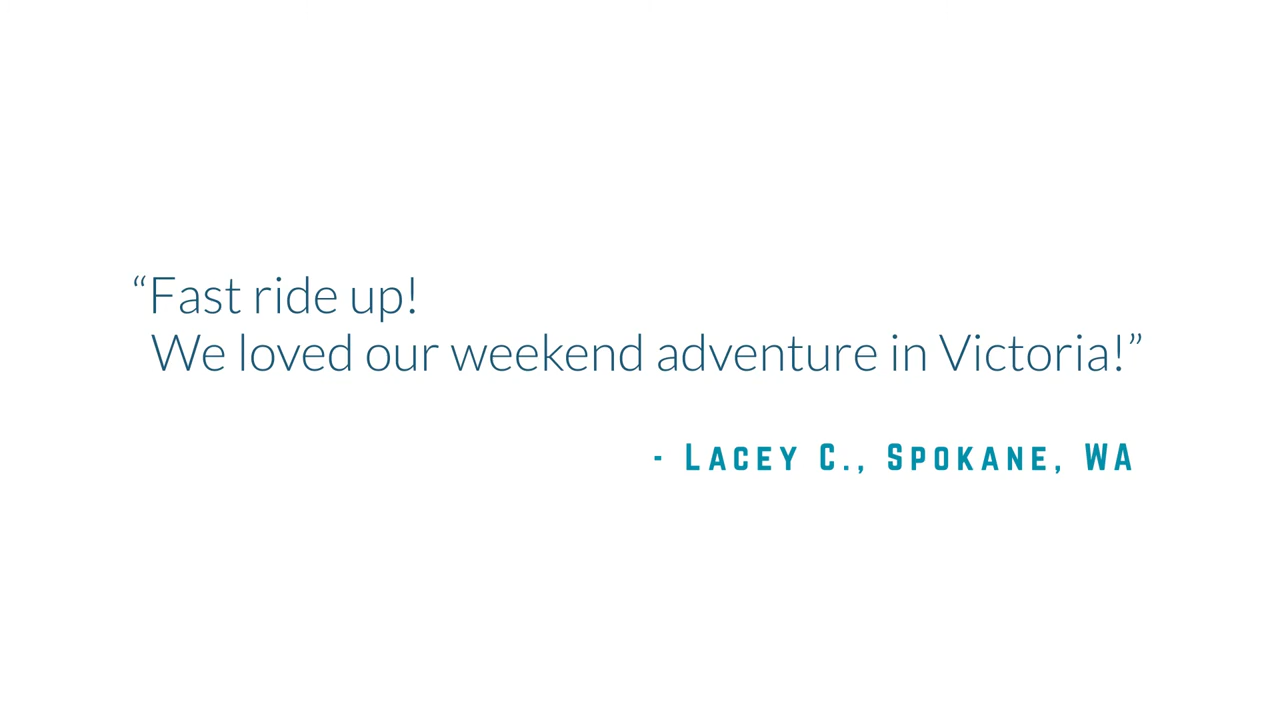 “Fast ride up!
We loved our weekend adventure in Victoria!”
- Lacey C., Spokane, WA